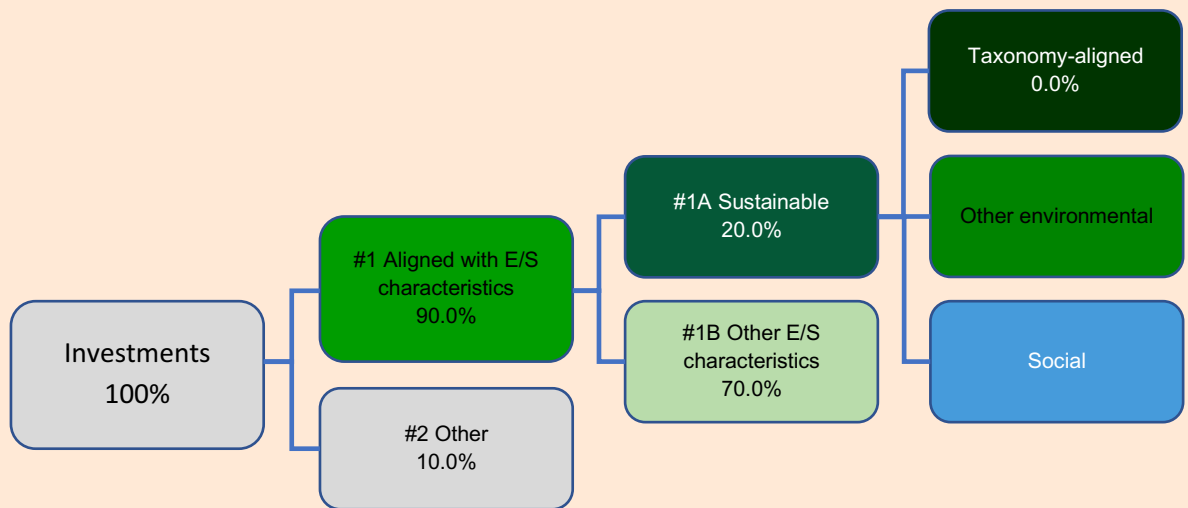 Investments
100%
#1 Aligned with E/S
characteristics
90.0%
#2 Other
10.0%
#1A Sustainable
20.0%
#1B Other E/S
characteristics
70.0%
Taxonomy-aligned
0.0%
Other environmental
Social